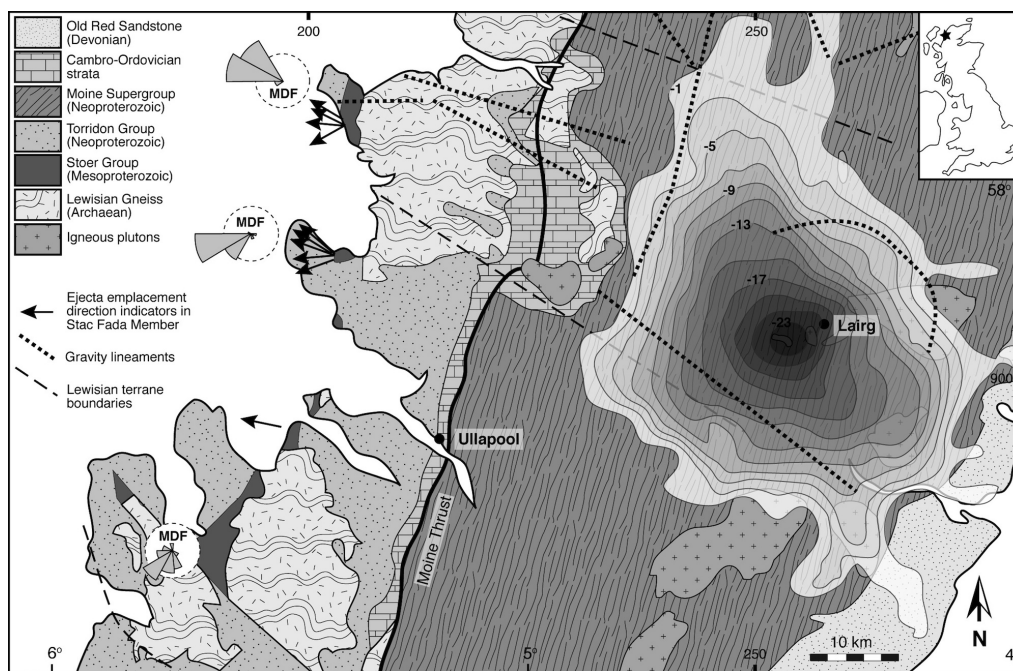 Old Red Sandstone
(Devonian)
Cambro-Ordovician
strata
Moine Supergroup
(Neoproterozoic)
Torridon Group
(Neoproterozoic)
Stoer Group
(Mesoproterozoic)
Lewisian Gneiss
(Archaean)
Igneous plutons
Ejecta emplacement
direction indicators in
Stac Fada Member
Gravity lineaments
Lewisian terrane
boundaries
200
250
MDF
MDF
MDF
-1
-5
-9
-13
-17
-23
58°
Lairg
900
Ullapool
Moine Thrust
10 km
N
6°
5°
250
4